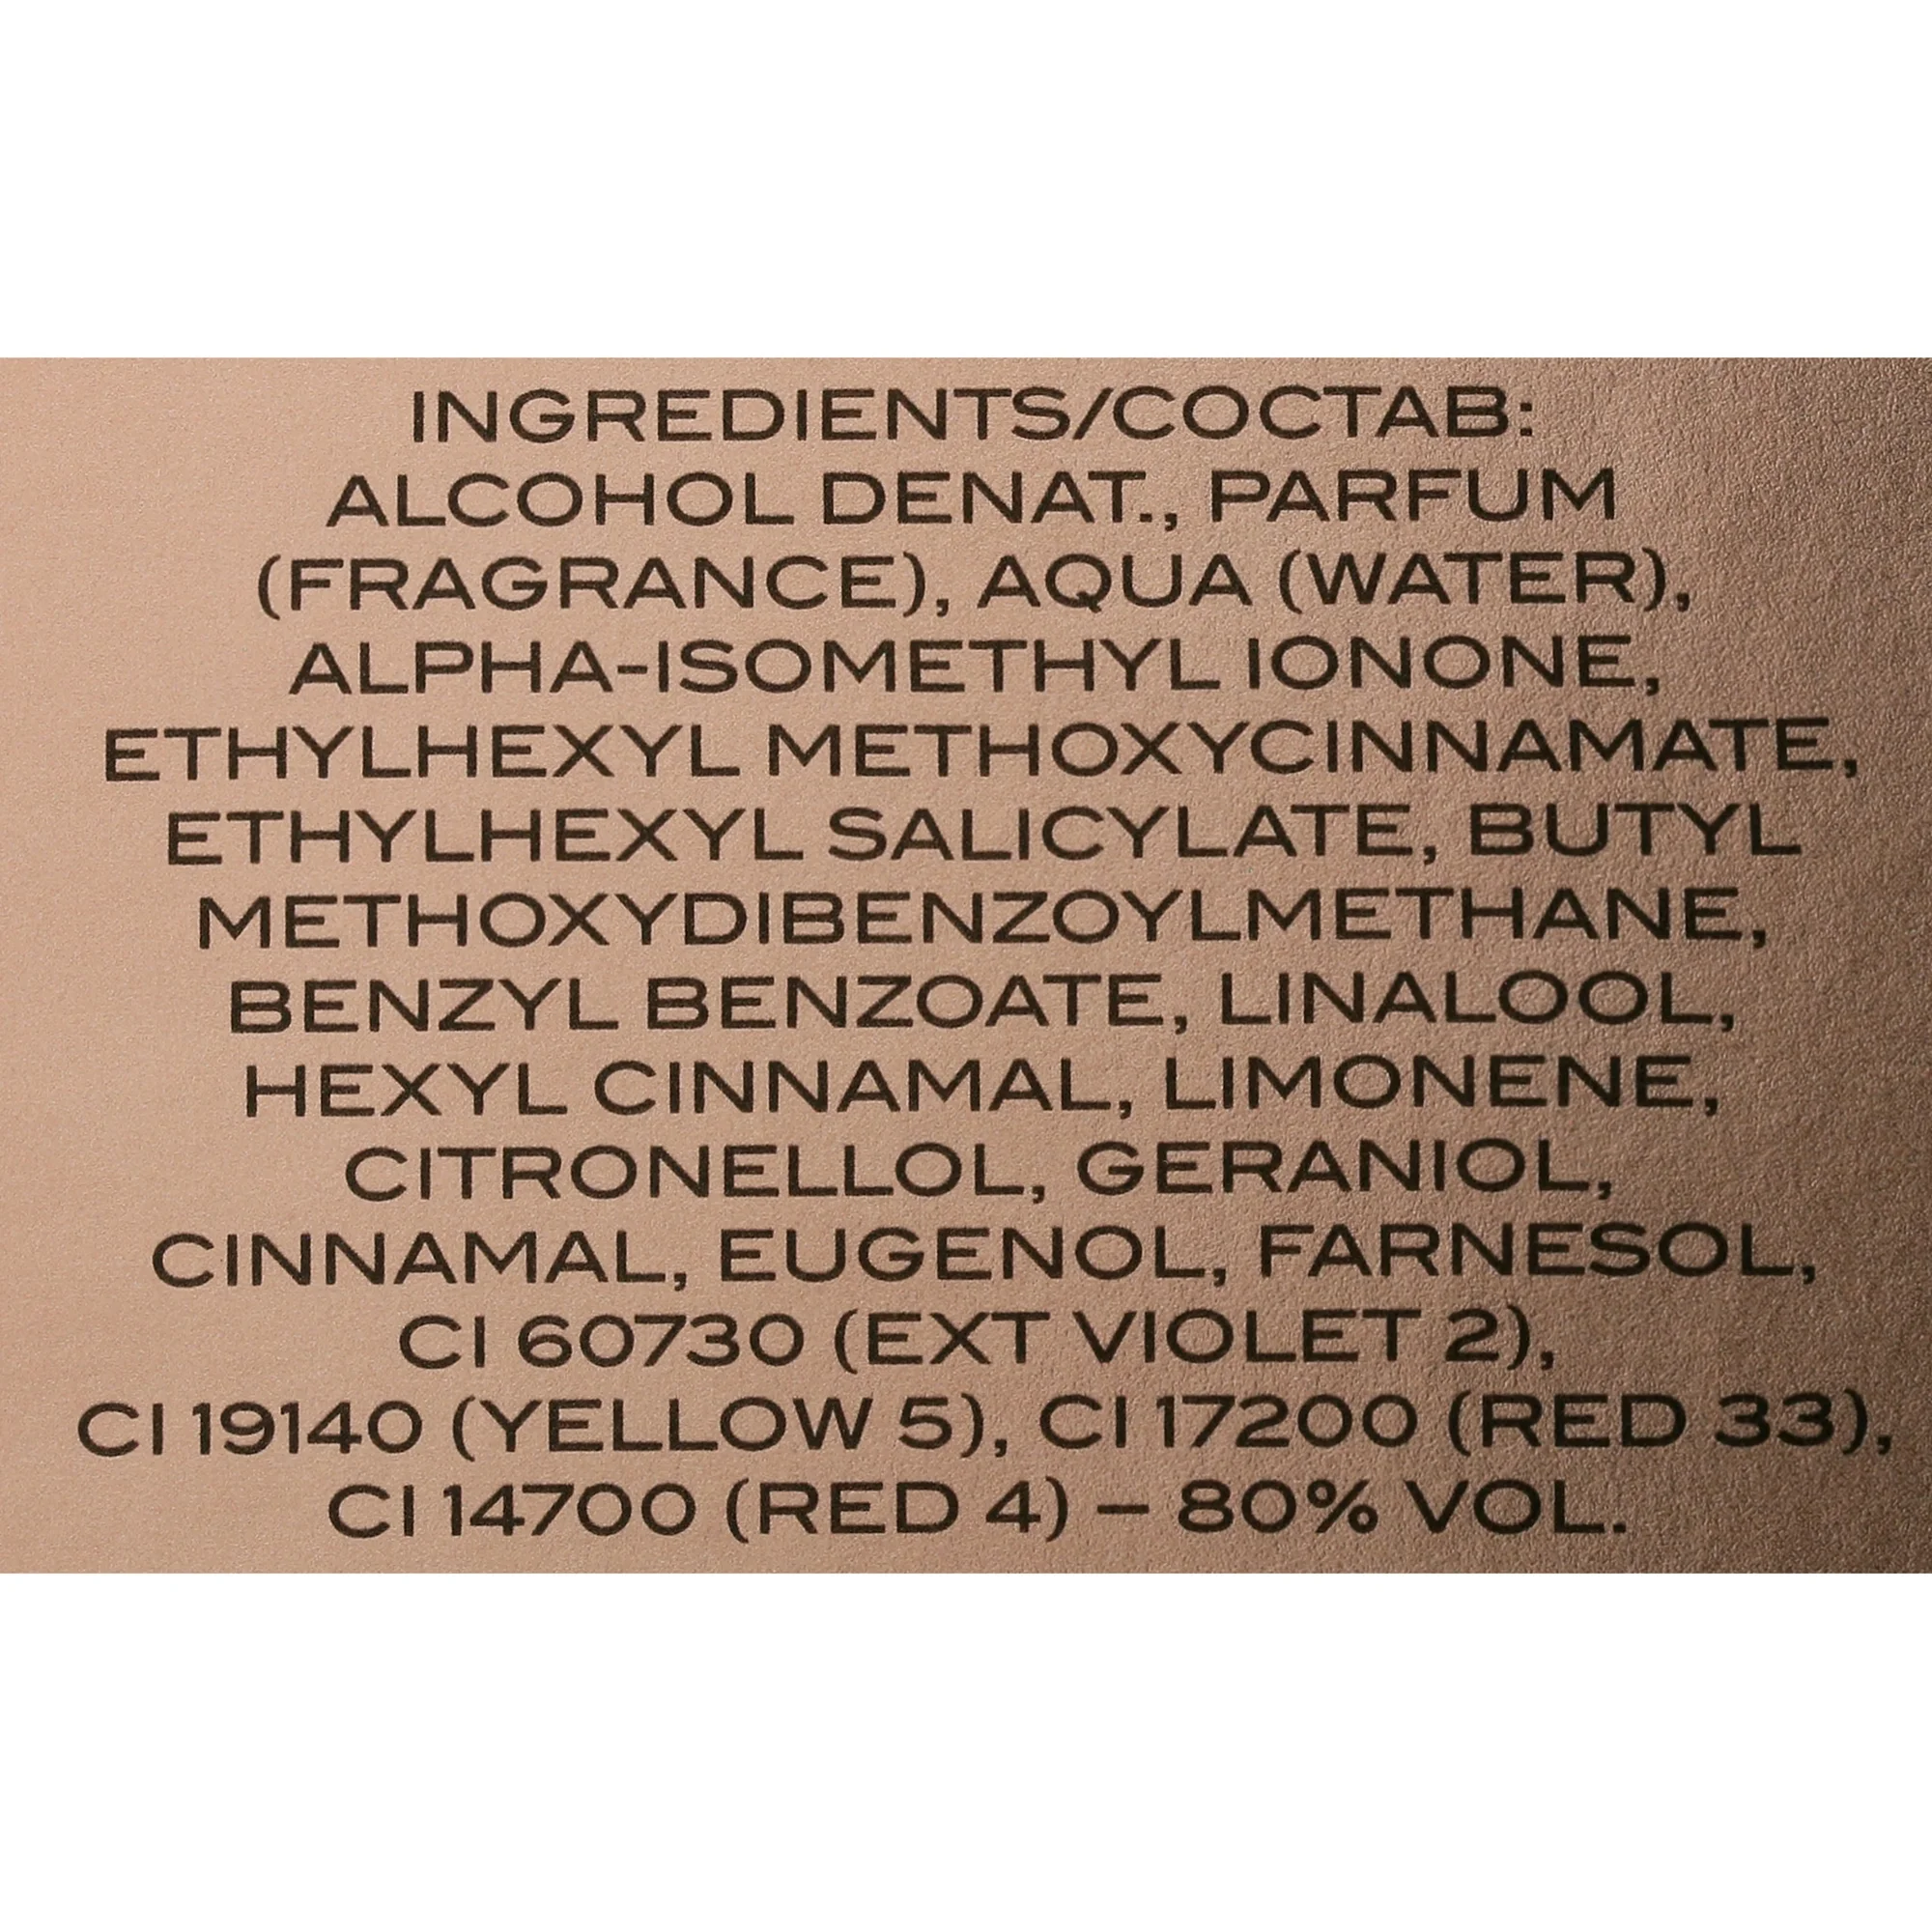 INGREDIENTS/СОСТАВ:
ALCOHOL DENAT., PARFUM
(FRAGRANCE), AQUA (WATER),
ALPHA-ISOMETHYL IONONE,
ETHYLHEXYL METHOXYCINNAMATE,
ETHYLHEXYL SALICYLATE, BUTYL
METHOXYDIBENZOYLMETHANE,
BENZYL BENZOATE, LINALOOL,
HEXYL CINNAMAL, LIMONENE,
CITRONELLOL, GERANIOL,
CINNAMAL, EUGENOL, FARNESOL,
CI 60730 (EXT VIOLET 2),
CI 19140 (YELLOW 5), CI 17200 (RED 33),
CI 14700 (RED 4) – 80% VOL.